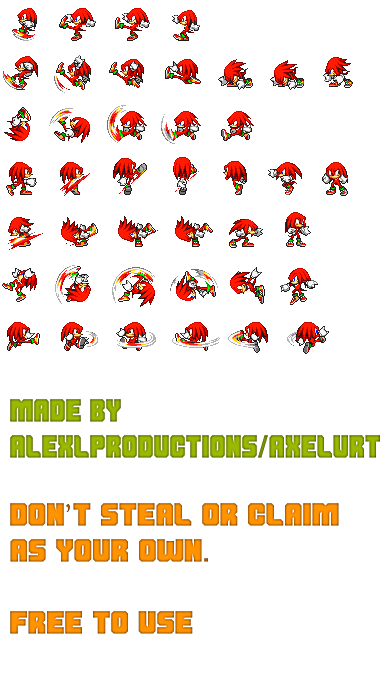 MADE BY
ALEXLPRODUCTIONS/AXELURT
DON'T STEAL OR CLAIM
AS YOUR OWN.
FREE TO USE